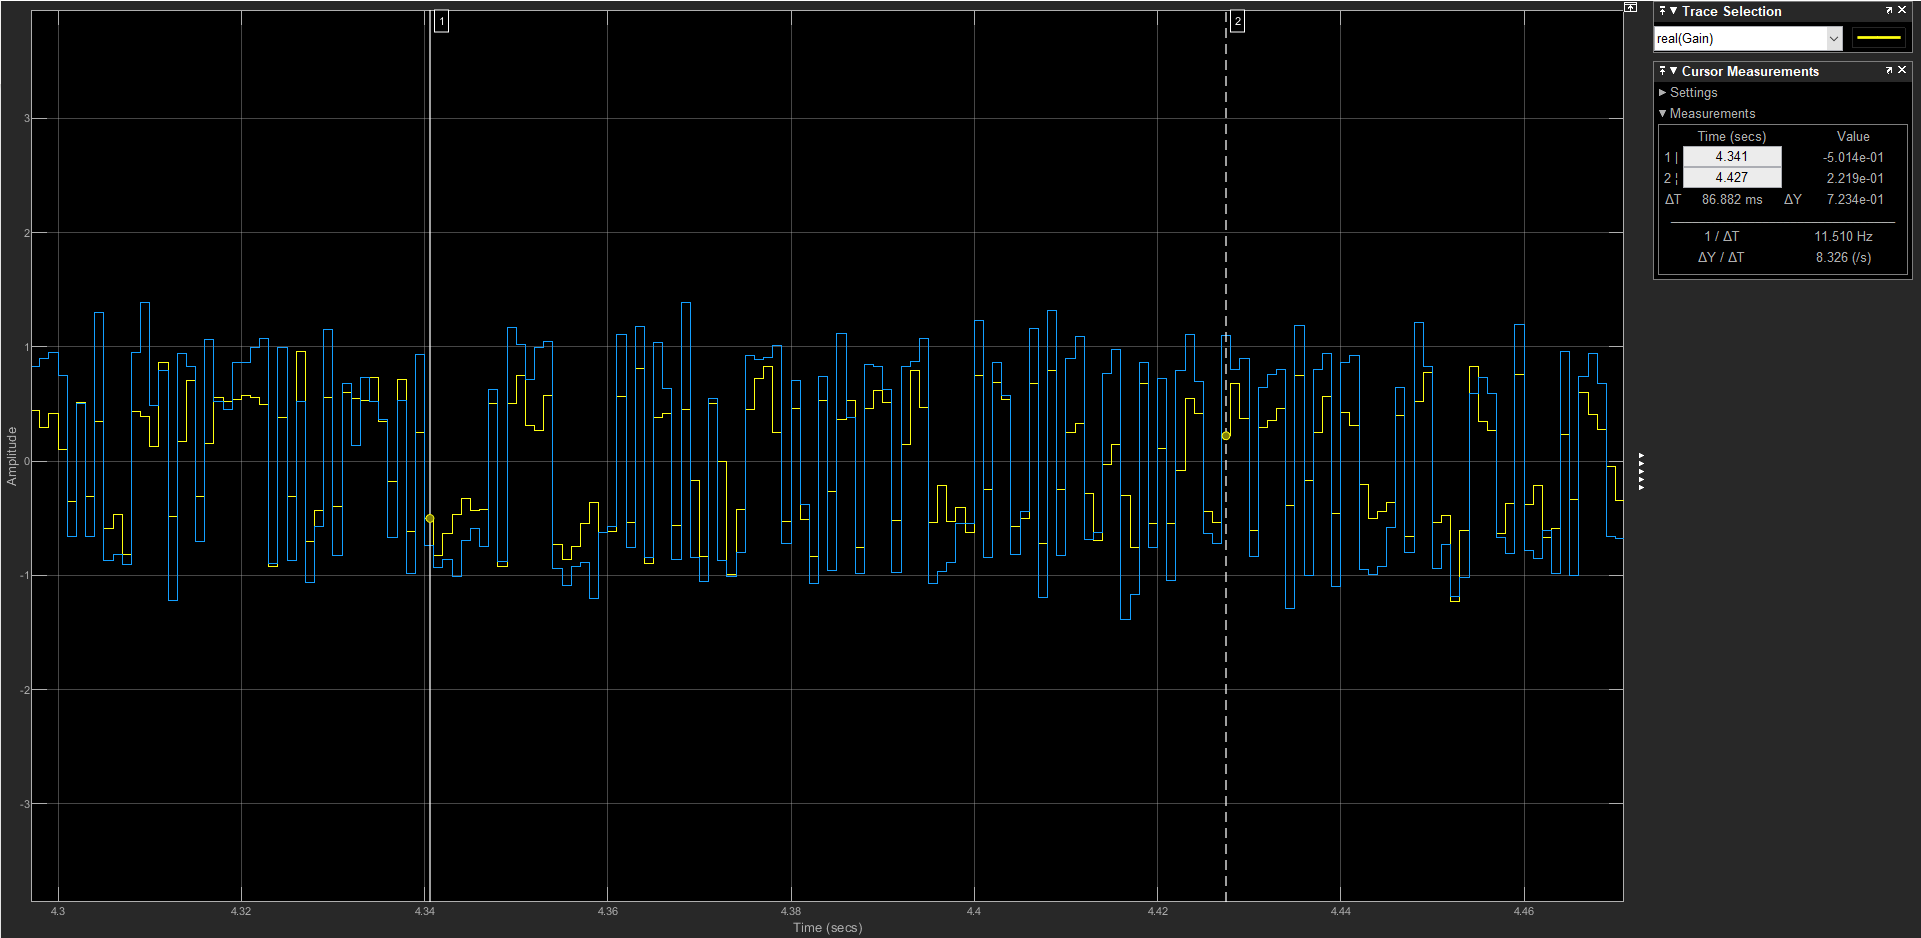 1
2
3
2
1
0
-1
-2
-3
Amplitude
4.3 4.32 4.34 4.36 4.38 4.4 4.42 4.44 4.46
Time (secs)
Trace Selection
real(Gain)
Cursor Measurements
Settings
Measurements
Time (secs) Value
1 | 4.341 -5.014e-01
2 ¦ 4.427 2.219e-01
ΔT 86.882 ms ΔY 7.234e-01
1 / ΔT 11.510 Hz
ΔY / ΔT 8.326 (/s)